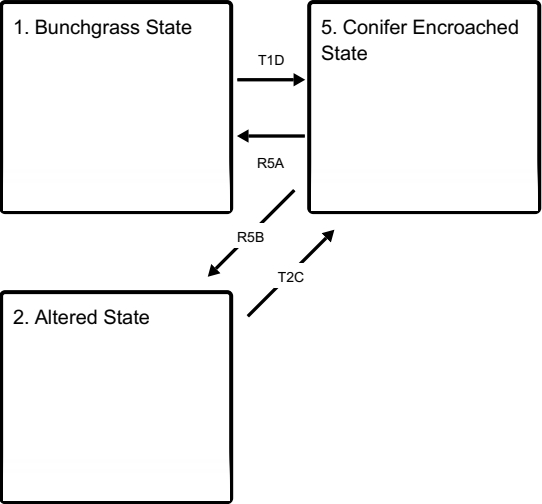 1. Bunchgrass State
5. Conifer Encroached
State
T1D
R5A
R5B
T2C
2. Altered State